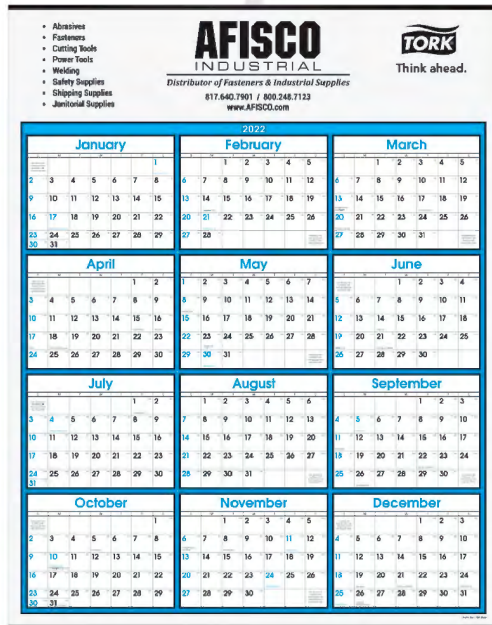 • Abrasives
• Fasteners
• Cutting Tools
• Power Tools
• Welding
• Safety Supplies
• Shipping Supplies
• Janitorial Supplies
AFISCO
INDUSTRIAL
Distributor of Fasteners & Industrial Supplies
817.640.7901 / 800.248.7123
www.AFISCO.com
TORK
Think ahead.
2022
January
1
2 3 4 5 6 7 8
9 10 11 12 13 14 15
16 17 18 19 20 21 22
23 24 25 26 27 28 29
30 31
February
1 2 3 4 5
6 7 8 9 10 11 12
13 14 15 16 17 18 19
20 21 22 23 24 25 26
27 28
March
1 2 3 4 5
6 7 8 9 10 11 12
13 14 15 16 17 18 19
20 21 22 23 24 25 26
27 28 29 30 31
April
1 2
3 4 5 6 7 8 9
10 11 12 13 14 15 16
17 18 19 20 21 22 23
24 25 26 27 28 29 30
May
1 2 3 4 5 6 7
8 9 10 11 12 13 14
15 16 17 18 19 20 21
22 23 24 25 26 27 28
29 30 31
June
1 2 3 4
5 6 7 8 9 10 11
12 13 14 15 16 17 18
19 20 21 22 23 24 25
26 27 28 29 30
July
1 2
3 4 5 6 7 8 9
10 11 12 13 14 15 16
17 18 19 20 21 22 23
24 25 26 27 28 29 30
31
August
1 2 3 4 5 6
7 8 9 10 11 12 13
14 15 16 17 18 19 20
21 22 23 24 25 26 27
28 29 30 31
September
1 2 3
4 5 6 7 8 9 10
11 12 13 14 15 16 17
18 19 20 21 22 23 24
25 26 27 28 29 30
October
1
2 3 4 5 6 7 8
9 10 11 12 13 14 15
16 17 18 19 20 21 22
23 24 25 26 27 28 29
30 31
November
1 2 3 4 5
6 7 8 9 10 11 12
13 14 15 16 17 18 19
20 21 22 23 24 25 26
27 28 29 30
December
1 2 3
4 5 6 7 8 9 10
11 12 13 14 15 16 17
18 19 20 21 22 23 24
25 26 27 28 29 30 31